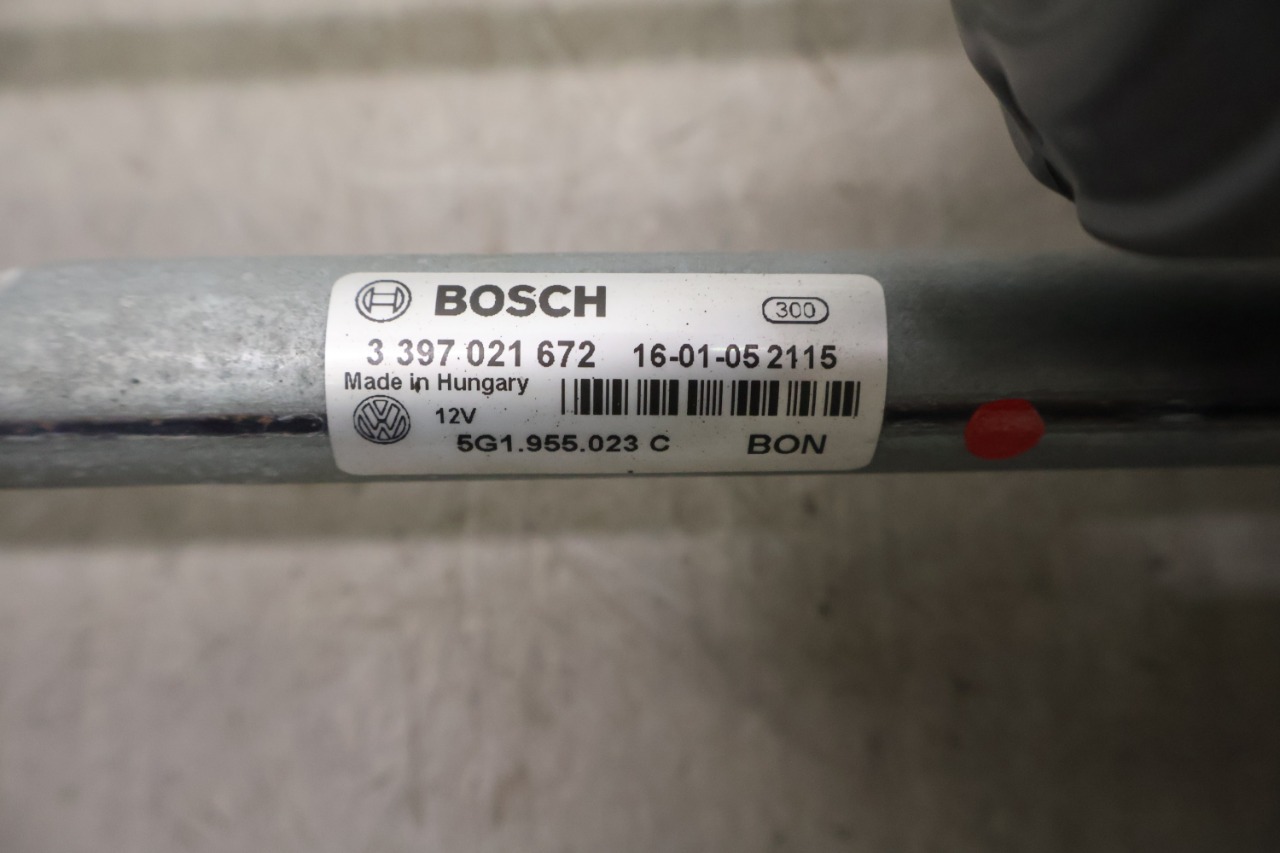 BOSCH 300
3 397 021 672 16-01-05 2115
Made in Hungary
12V
5G1.955.023 C BON